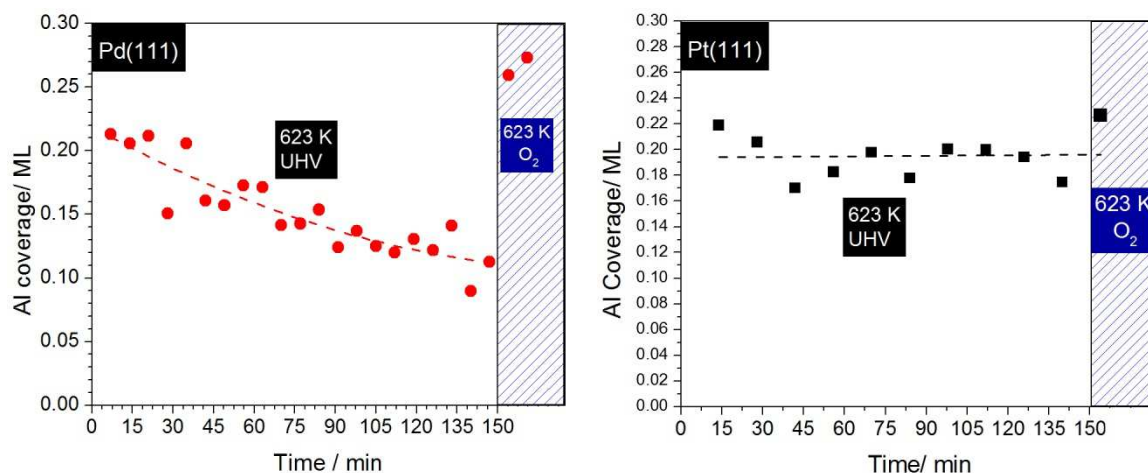 0.30
0.25
0.20
0.15
0.10
0.05
0.00
Al coverage/ ML
Pd(111)
623 K
UHV
623 K
O₂
0 15 30 45 60 75 90 105 120 135 150
Time / min
0.30
0.28
0.26
0.24
0.22
0.20
0.18
0.16
0.14
0.12
0.10
0.08
0.06
0.04
0.02
0.00
Al Coverage/ ML
Pt(111)
623 K
UHV
623 K
O₂
0 15 30 45 60 75 90 105 120 135 150
Time/ min